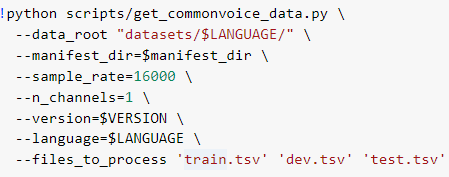 !python scripts/get_commonvoice_data.py \
--data_root "datasets/$LANGUAGE/" \
--manifest_dir=$manifest_dir \
--sample_rate=16000 \
--n_channels=1 \
--version=$VERSION \
--language=$LANGUAGE \
--files_to_process 'train.tsv' 'dev.tsv' 'test.tsv'